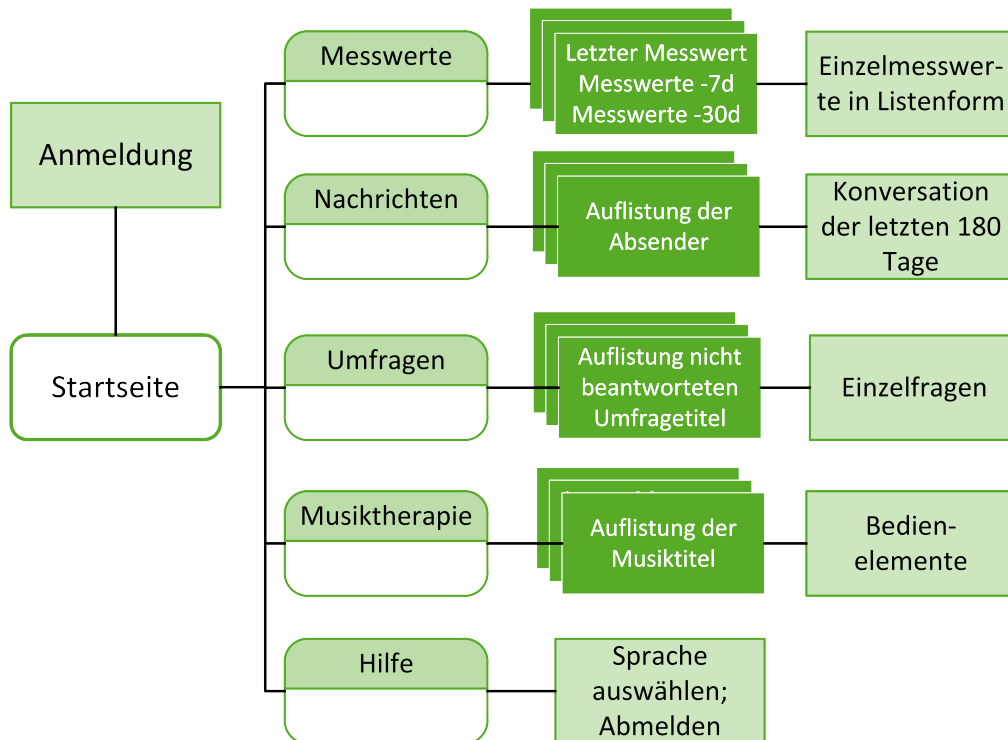 Messwerte
Letzter Messwert
Messwerte -7d
Messwerte -30d
Einzelmesswer-
te in Listenform
Anmeldung
Nachrichten
Auflistung der
Absender
Konversation
der letzten 180
Tage
Startseite
Umfragen
Auflistung nicht
beantworteten
Umfragetitel
Einzelfragen
Musiktherapie
Auflistung der
Musiktitel
Bedien-
elemente
Hilfe
Sprache
auswählen;
Abmelden